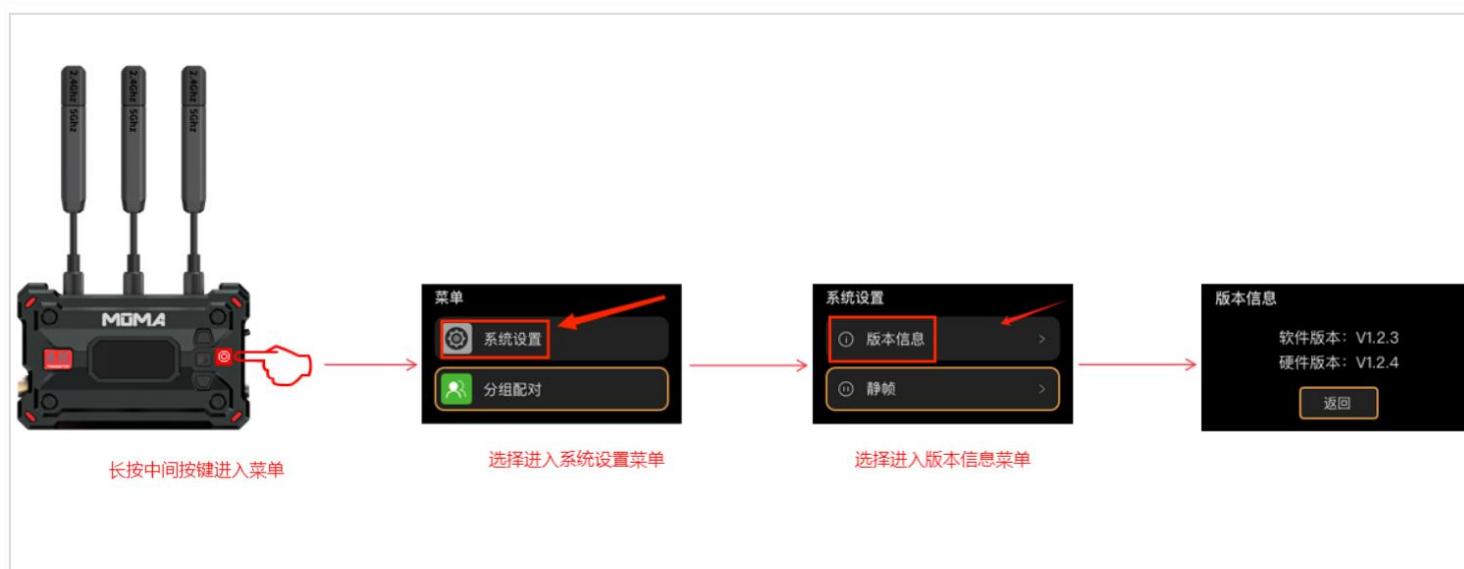 2.4Ghz 5Ghz
2.4Ghz 5Ghz
2.4Ghz 5Ghz
MOMA
长按中间按键进入菜单
菜单
系统设置
分组配对
选择进入系统设置菜单
系统设置
版本信息
静帧
选择进入版本信息菜单
版本信息
软件版本：V1.2.3
硬件版本：V1.2.4
返回